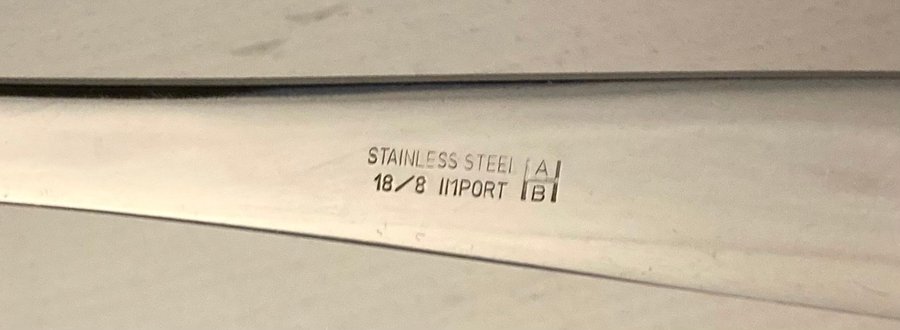 STAINLESS STEEL A
18/8 IMPORT B